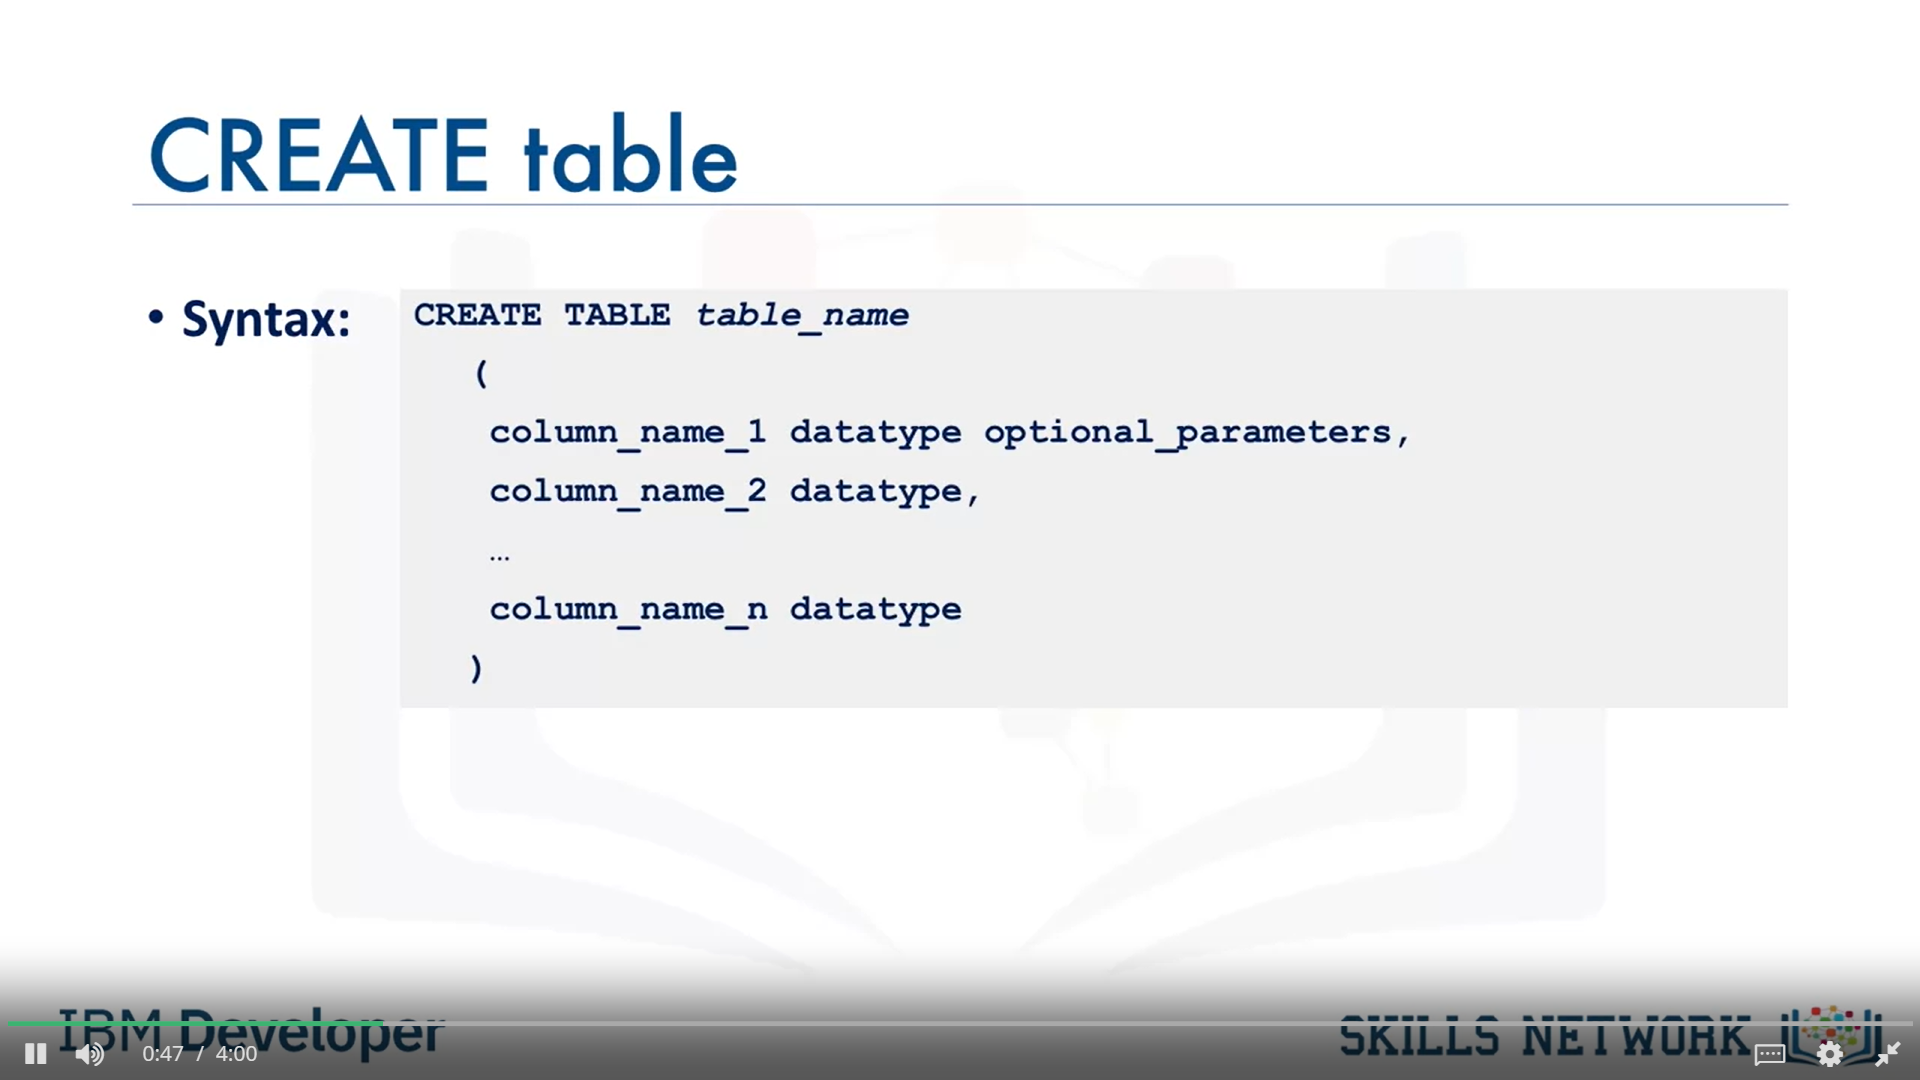 CREATE table
• Syntax:
CREATE TABLE table_name
(
column_name_1 datatype optional_parameters,
column_name_2 datatype,
…
column_name_n datatype
)
IBM Developer
SKILLS NETWORK
0:47 / 4:00